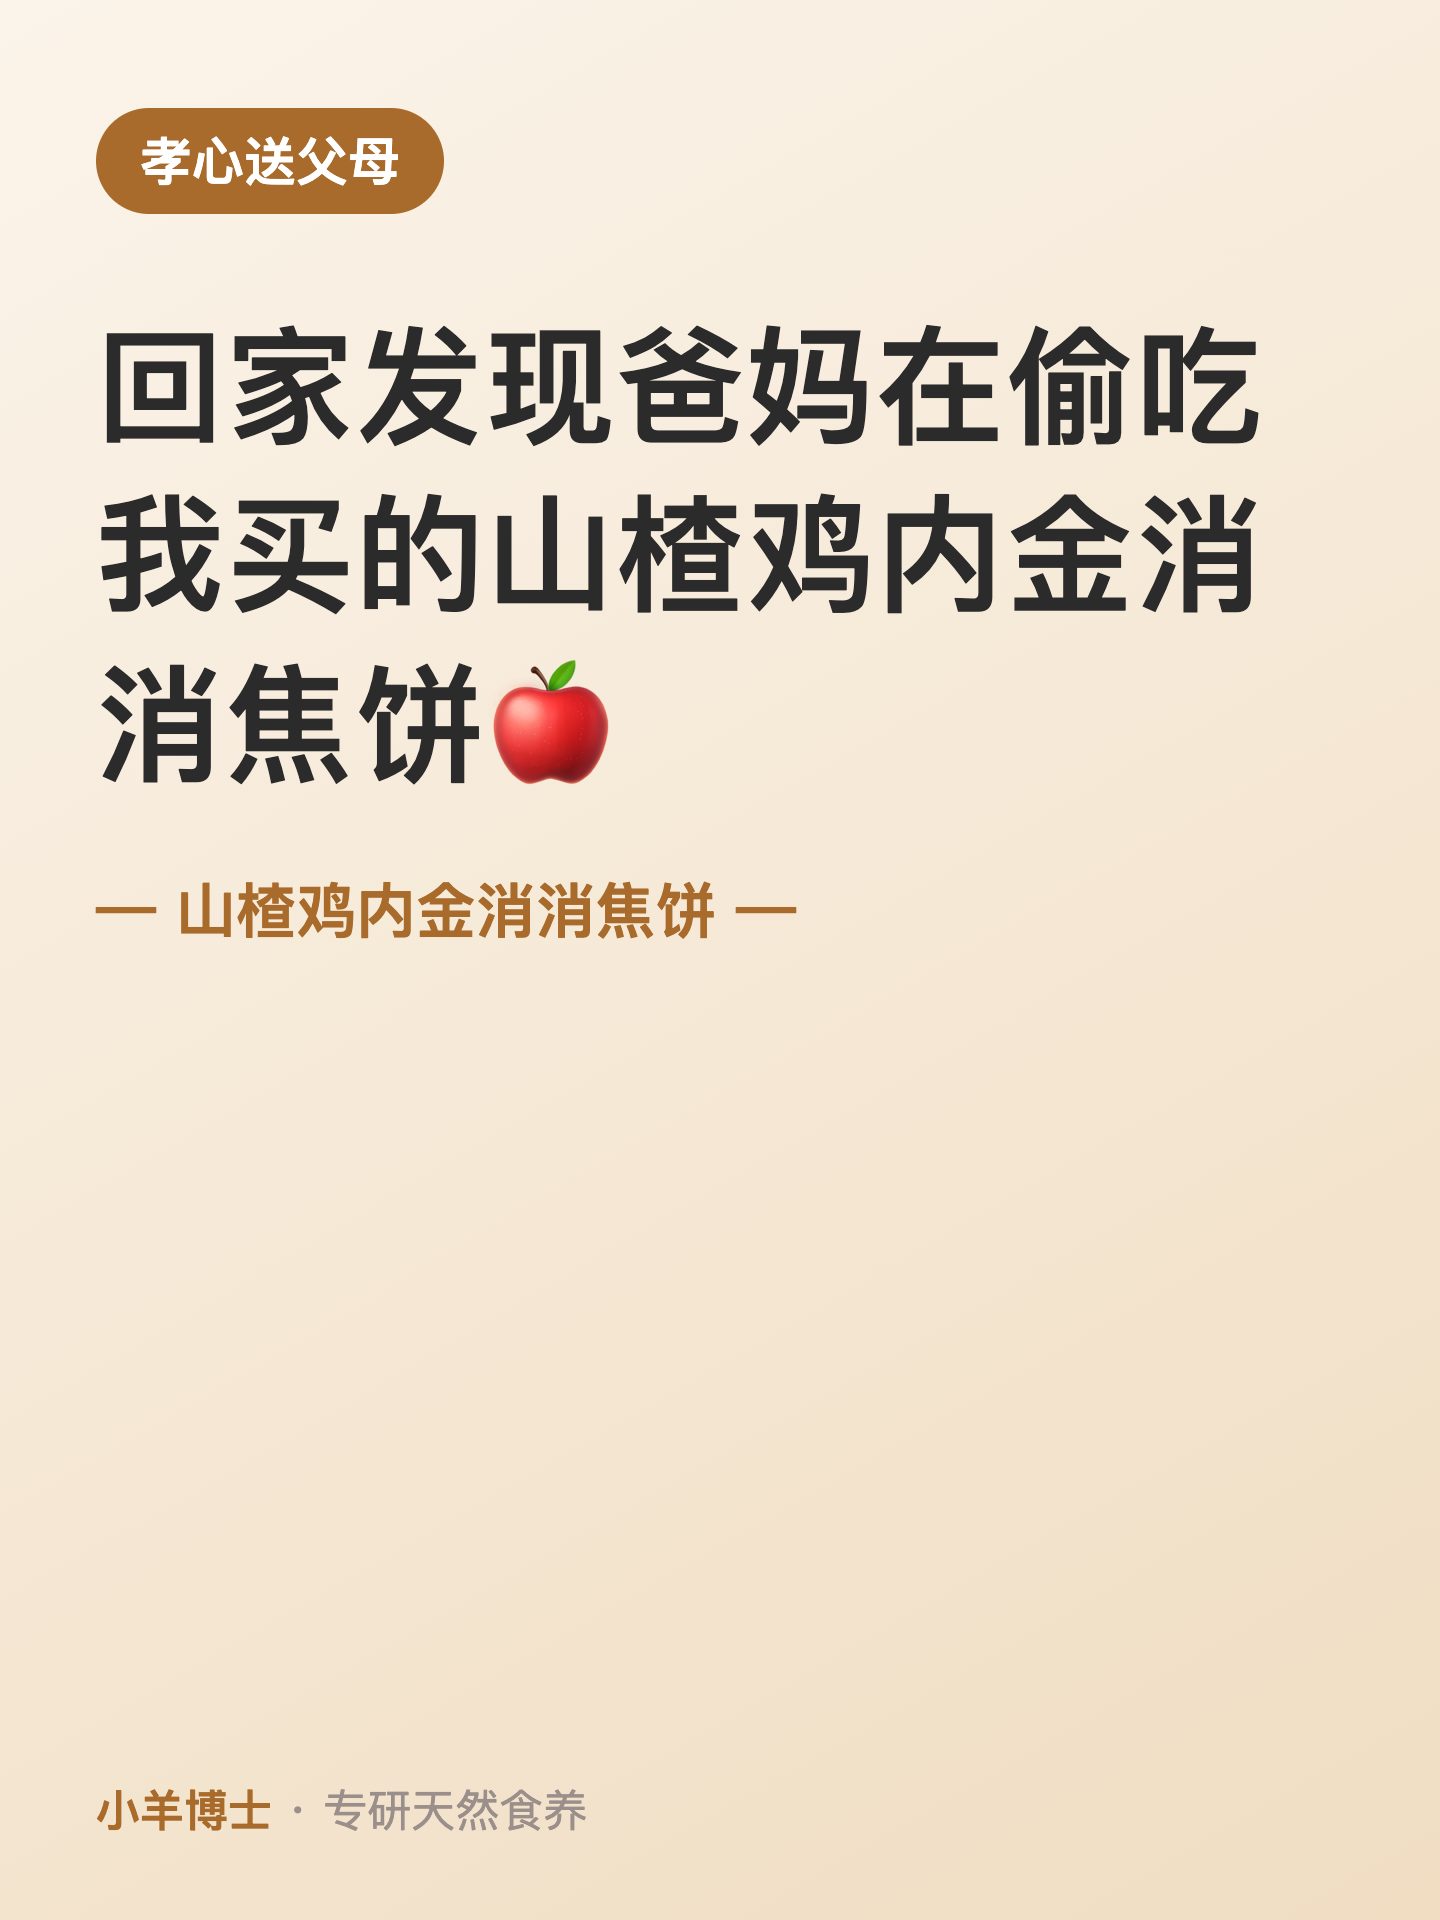 孝心送父母
回家发现爸妈在偷吃
我买的山楂鸡内金消
消焦饼🍎
— 山楂鸡内金消消焦饼 —
小羊博士 · 专研天然食养